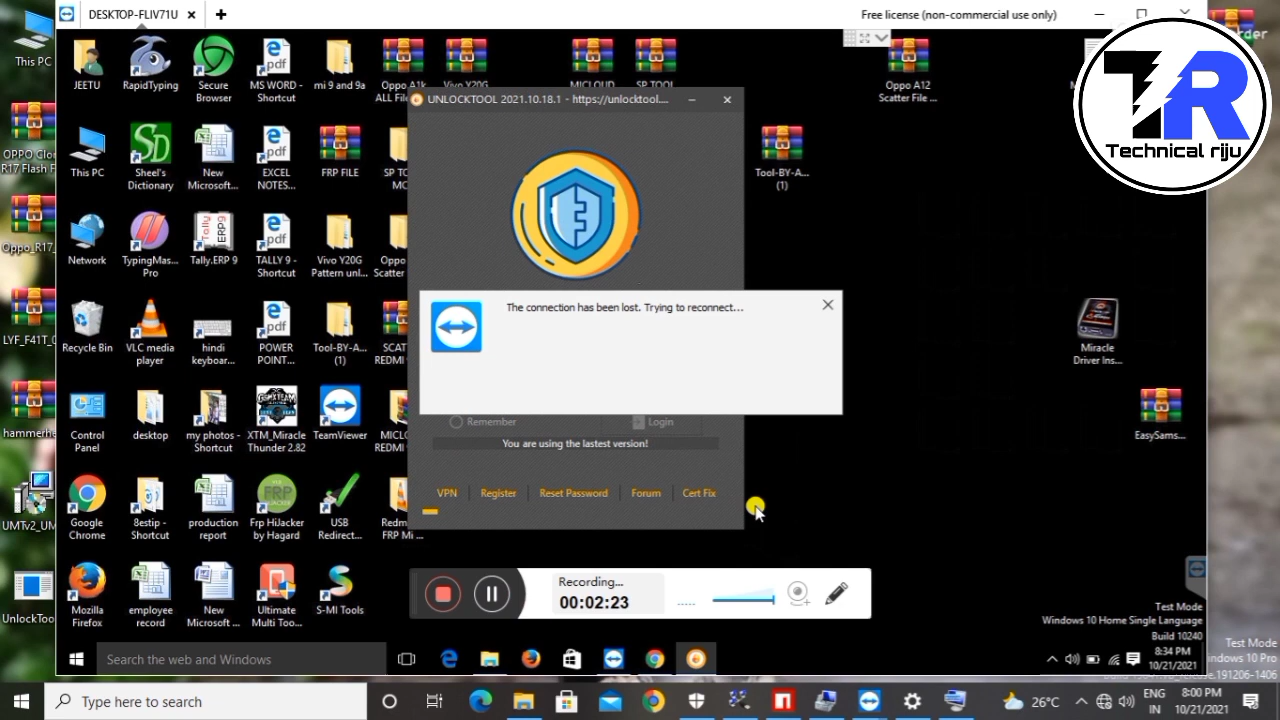 DESKTOP-FLIV71U
Free license (non-commercial use only)
This PC
JEETU
RapidTyping
Secure
Browser
MS WORD -
Shortcut
mi 9 and 9a
Oppo A1k
ALL Fil
Vivo Y20G
MICLOUD
SP TOOL
Oppo A12
Scatter File ...
TR
Technical riju
UNLOCKTOOL 2021.10.18.1 - https://unlocktool....
OPPO
R17 Flash F
This PC
Sheel's
Dictionary
New
Microsoft...
EXCEL
NOTES...
FRP FILE
SP TO
MC
Tool-BY-A...
(1)
Oppo_R17_
Network
TypingMas...
Pro
Tally.ERP 9
TALLY 9 -
Shortcut
Vivo Y20G
Pattern unl...
Oppo
Scatter
The connection has been lost. Trying to reconnect...
LYF_F41T_0
Recycle Bin
VLC media
player
hindi
keyboar...
POWER
POINT...
Tool-BY-A...
(1)
SCAT
REDMI
Miracle
Driver Ins...
Remember
Login
You are using the lastest version!
hammerhe
Control
Panel
desktop
my photos -
Shortcut
XTM_Miracle
Thunder 2.82
TeamViewer
MICLO
REDMI
EasySams...
VPN
Register
Reset Password
Forum
Cert Fix
UMTv2_UM
Google
Chrome
8estip -
Shortcut
production
report
Frp HiJacker
by Hagard
USB
Redirect...
Redm
FRP Mi ...
Recording...
00:02:23
UnlockToo
Mozilla
Firefox
employee
record
New
Microsoft ...
Ultimate
Multi Too...
S-MI Tools
Test Mode
Windows 10 Home Single Language
Build 10240
Search the web and Windows
8:34 PM
10/21/2021
Test Mode
indows 10 Pro
release.191206-1406
Type here to search
26°C
ENG
IN
8:00 PM
10/21/2021